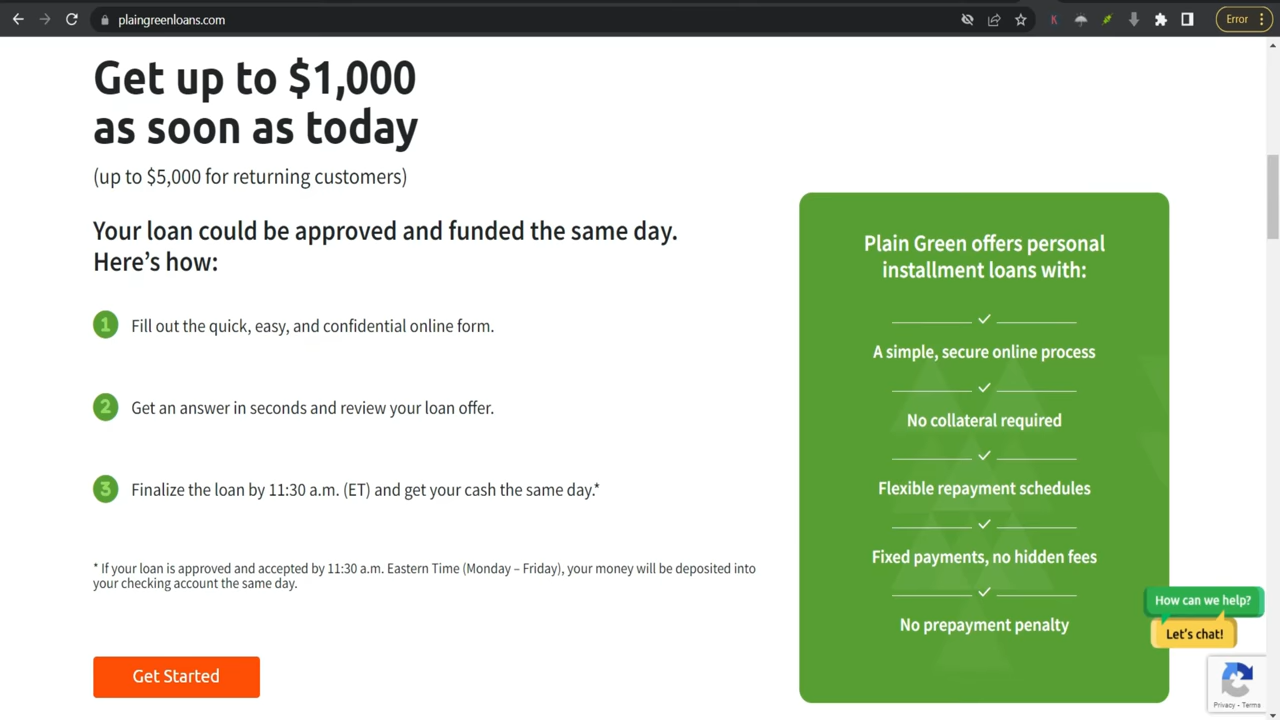 plaingreenloans.com
K
Error
Get up to $1,000
as soon as today
(up to $5,000 for returning customers)
Your loan could be approved and funded the same day.
Here’s how:
1 Fill out the quick, easy, and confidential online form.
2 Get an answer in seconds and review your loan offer.
3 Finalize the loan by 11:30 a.m. (ET) and get your cash the same day.*
* If your loan is approved and accepted by 11:30 a.m. Eastern Time (Monday – Friday), your money will be deposited into
your checking account the same day.
Get Started
Plain Green offers personal
installment loans with:
A simple, secure online process
No collateral required
Flexible repayment schedules
Fixed payments, no hidden fees
No prepayment penalty
How can we help?
Let's chat!
Privacy - Terms